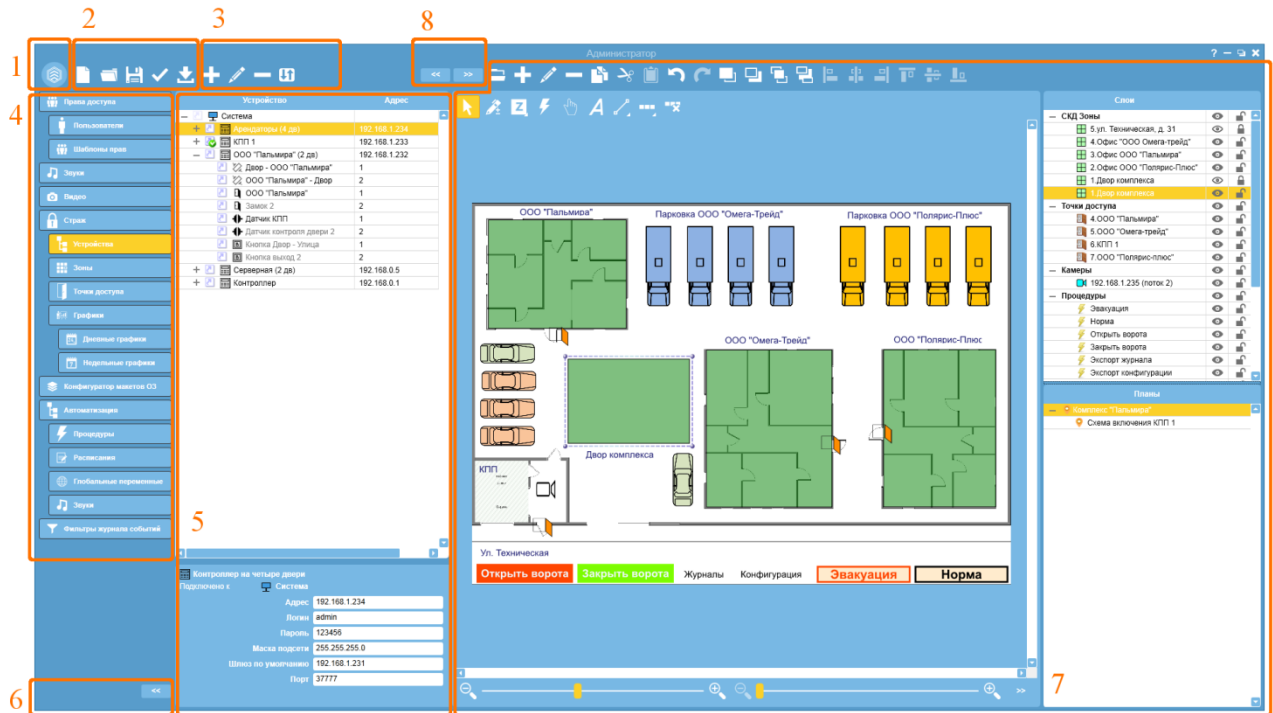 2
3
8
1
Администратор
<<
>>
4
Права доступа
Пользователи
Шаблоны прав
Звуки
Видео
Страж
Устройства
Зоны
Точки доступа
Графики
Дневные графики
Недельные графики
Конфигуратор макетов ОЗ
Автоматизация
Процедуры
Расписания
Глобальные переменные
Звуки
Фильтры журнала событий
6
<<
Устройство Адрес
Система
Арендаторы (4 дв) 192.168.1.234
КПП 1 192.168.1.233
ООО "Пальмира" (2 дв) 192.168.1.232
Двор - ООО "Пальмира" 1
ООО "Пальмира" - Двор 2
ООО "Пальмира" 1
Замок 2 2
Датчик КПП 1
Датчик контроля двери 2 2
Кнопка Двор - Улица 1
Кнопка выход 2 2
Серверная (2 дв) 192.168.0.5
Контроллер 192.168.0.1
5
Контроллер на четыре двери
Подключено к Система
Адрес 192.168.1.234
Логин admin
Пароль 123456
Маска подсети 255.255.255.0
Шлюз по умолчанию 192.168.1.231
Порт 37777
ООО "Пальмира"
Парковка ООО "Омега-Трейд"
Парковка ООО "Полярис-Плюс"
ООО "Омега-Трейд"
ООО "Полярис-Плюс
Двор комплекса
КПП
Ул. Техническая
Открыть ворота
Закрыть ворота
Журналы
Конфигурация
Эвакуация
Норма
>>
Слои
СКД Зоны
5.ул. Техническая, д. 31
4.Офис "ООО Омега-трейд"
3.Офис ООО "Пальмира"
2.Офис ООО "Полярис-Плюс"
1.Двор комплекса
1.Двор комплекса
Точки доступа
4.ООО "Пальмира"
5.ООО "Омега-трейд"
6.КПП 1
7.ООО "Полярис-плюс"
Камеры
192.168.1.235 (поток 2)
Процедуры
Эвакуация
Норма
Открыть ворота
Закрыть ворота
Экспорт журнала
Экспорт конфигурации
Планы
Комплекс "Пальмира"
Схема включения КПП 1
7